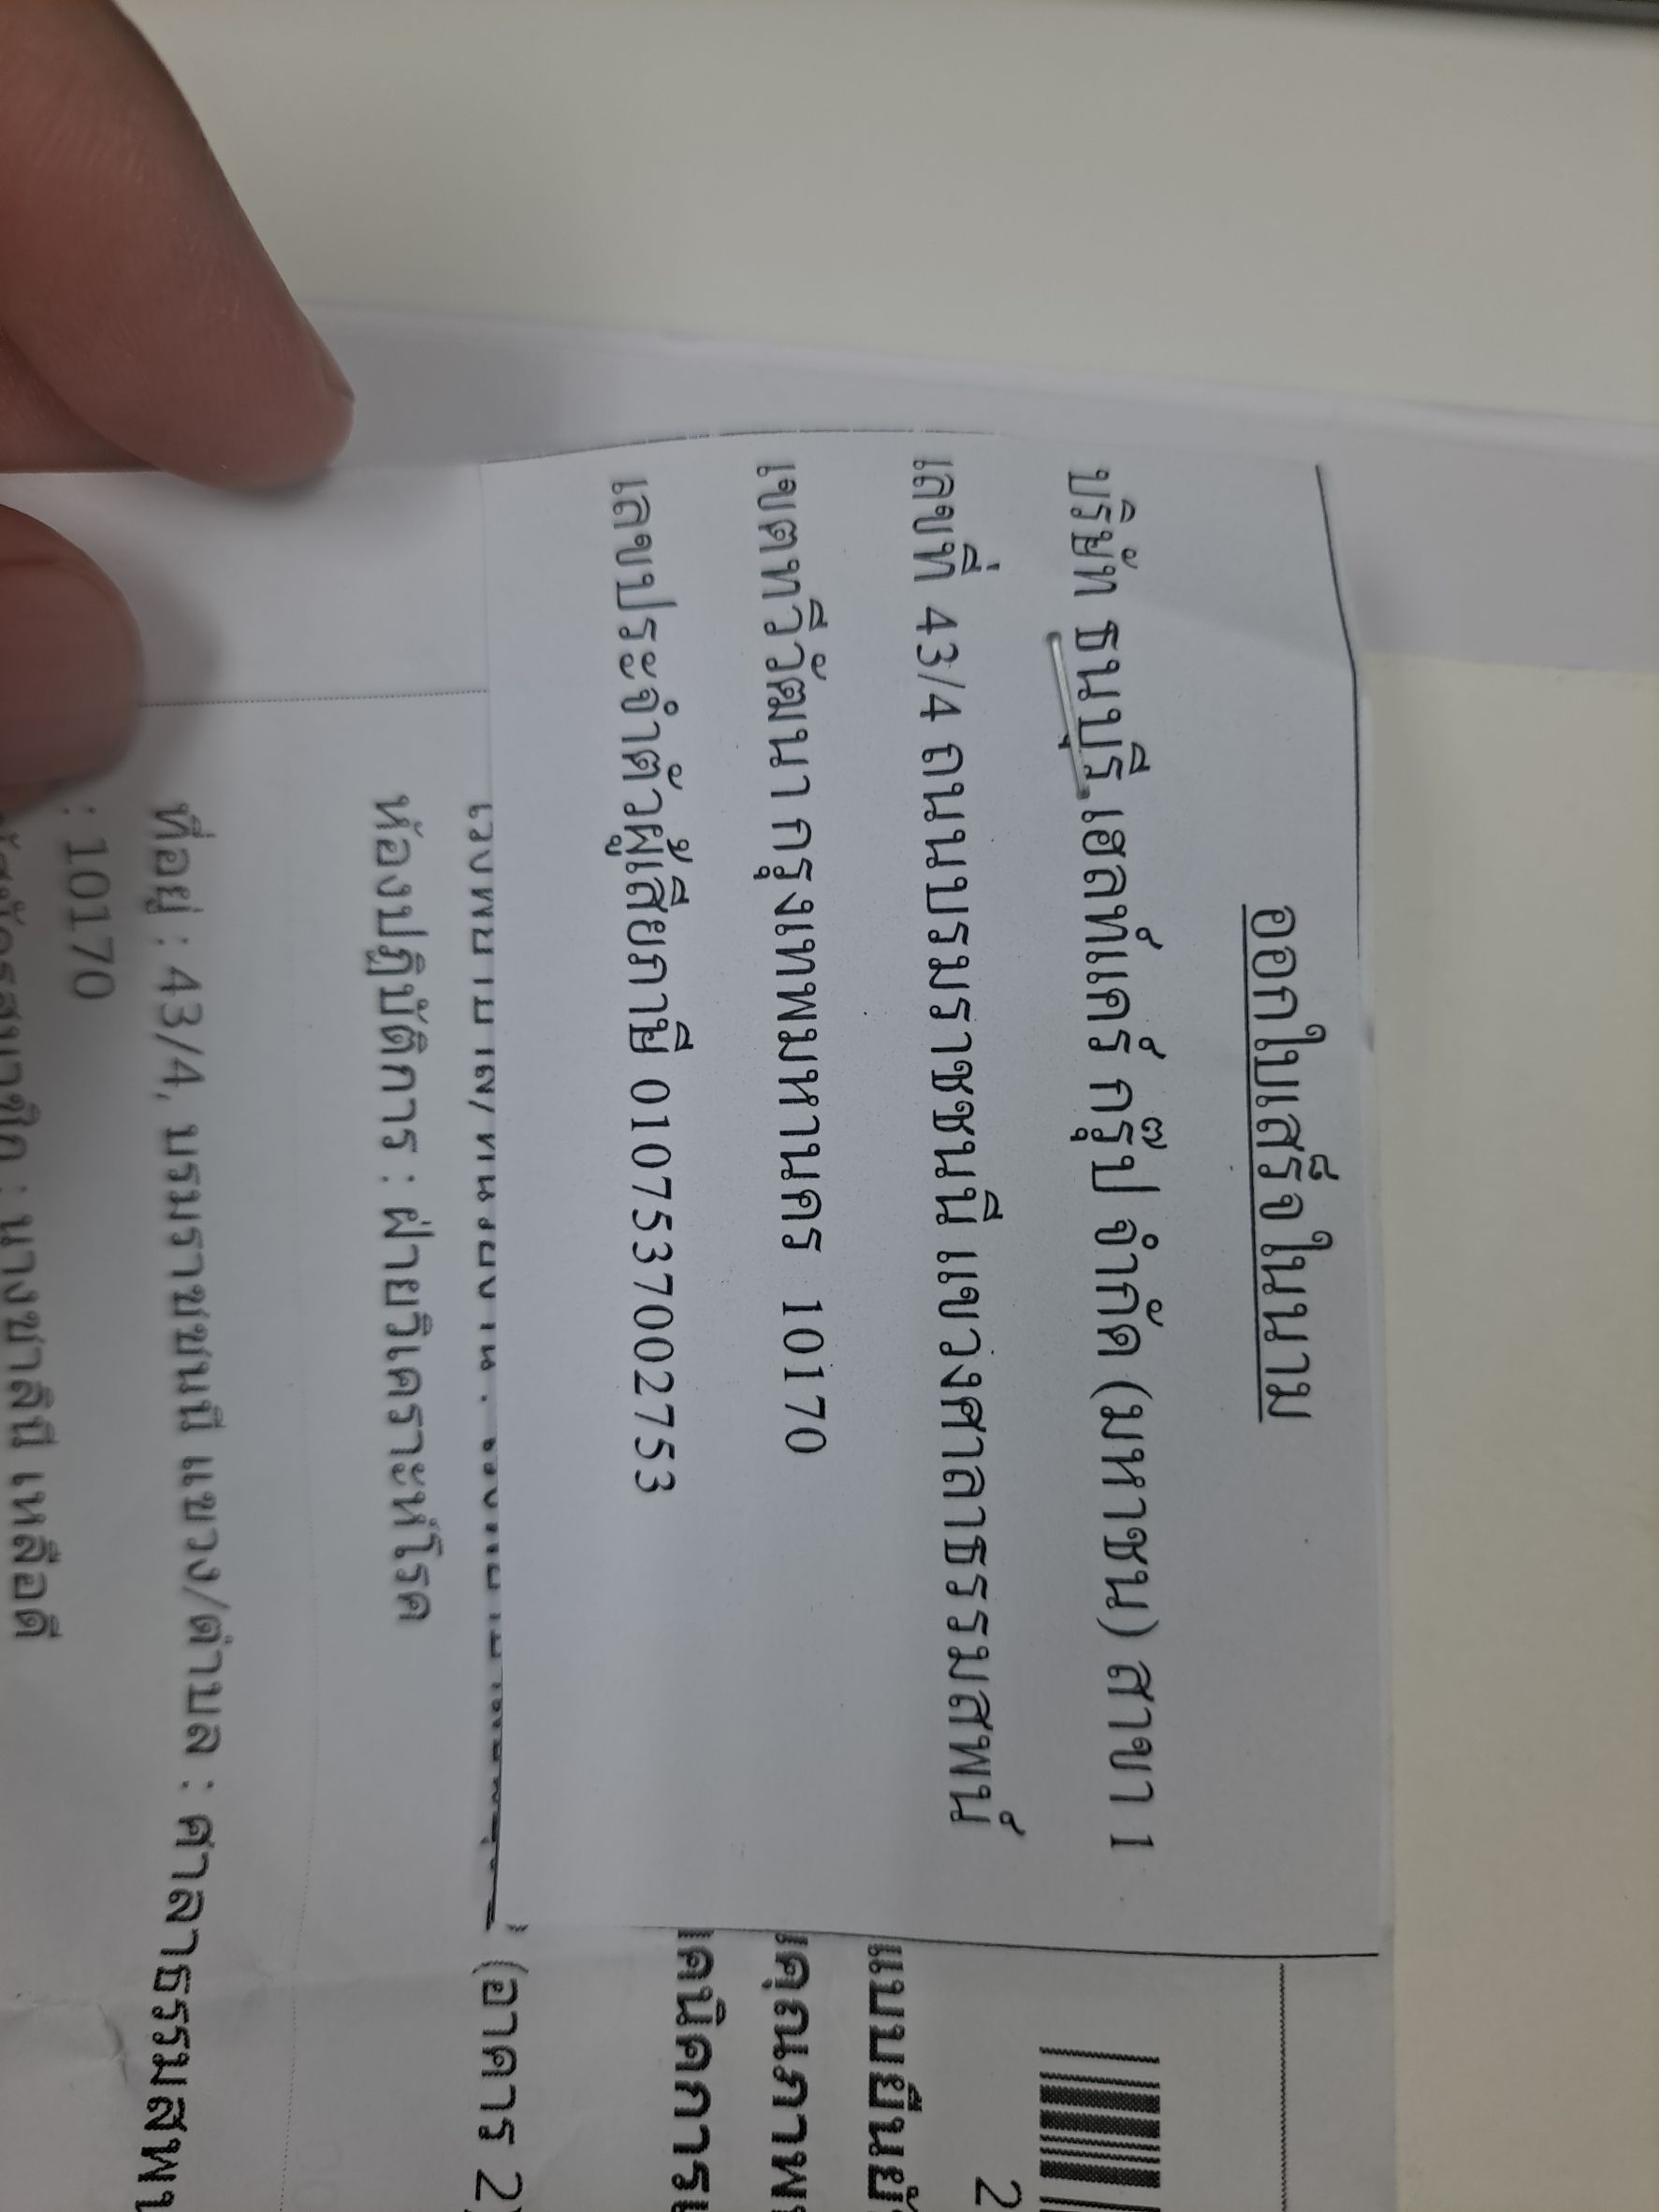 ออกใบเสร็จในนาม
บริษัท ธนบุรี เฮลท์แคร์ กรุ๊ป จำกัด (มหาชน) สาขา 1
เลขที่ 43/4 ถนนบรมราชชนนี แขวงศาลาธรรมสพน์
เขตทวีวัฒนา กรุงเทพมหานคร 10170
เลขประจำตัวผู้เสียภาษี 0107537002753
2
แบบยืนยั
(อาคาร 2
ห้องปฏิบัติการ : ฝ่ายวิเคราะห์โรค
ที่อยู่ : 43/4, บรมราชชนนี แขวง/ตำบล : ศาลาธรรมสพ
: 10170
: นางชาลินี เหลือดี